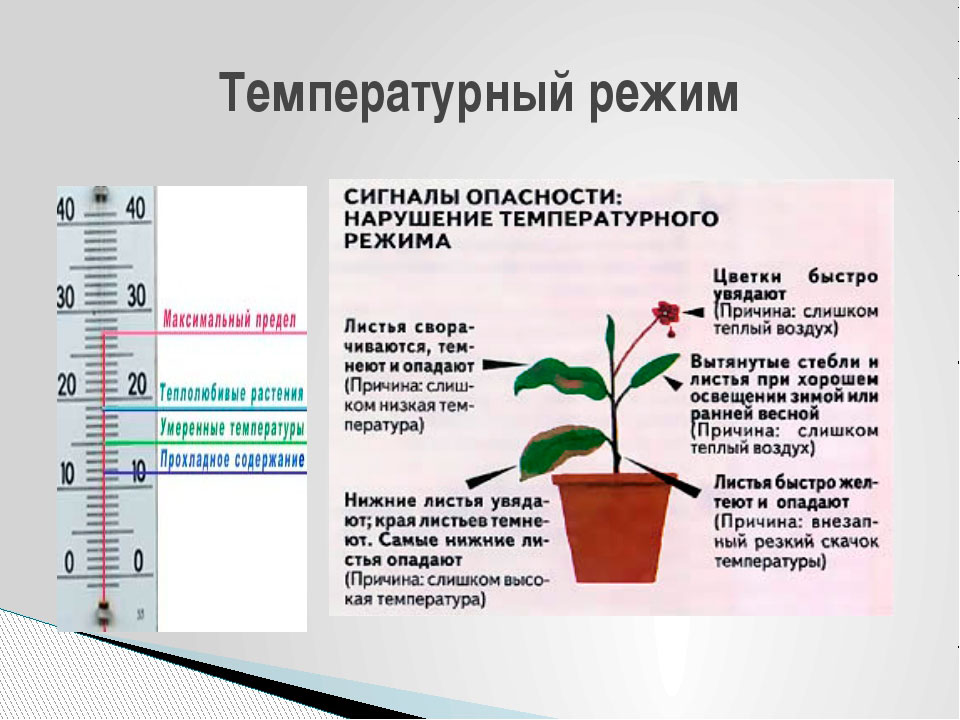 Температурный режим
40 40
30 30
Максимальный предел
20 20
Теплолюбивые растения
Умеренные температуры
Прохладное содержание
10 10
0 0
СИГНАЛЫ ОПАСНОСТИ:
НАРУШЕНИЕ ТЕМПЕРАТУРНОГО
РЕЖИМА
Листья свора-
чиваются, тем-
неют и опадают
(Причина: слиш-
ком низкая тем-
пература)
Нижние листья увяда-
ют; края листьев темне-
ют. Самые нижние ли-
стья опадают
(Причина: слишком высо-
кая температура)
Цветки быстро
увядают
(Причина: слишком
теплый воздух)
Вытянутые стебли и
листья при хорошем
освещении зимой или
ранней весной
(Причина: слишком
теплый воздух)
Листья быстро жел-
теют и опадают
(Причина: внезап-
ный резкий скачок
температуры)